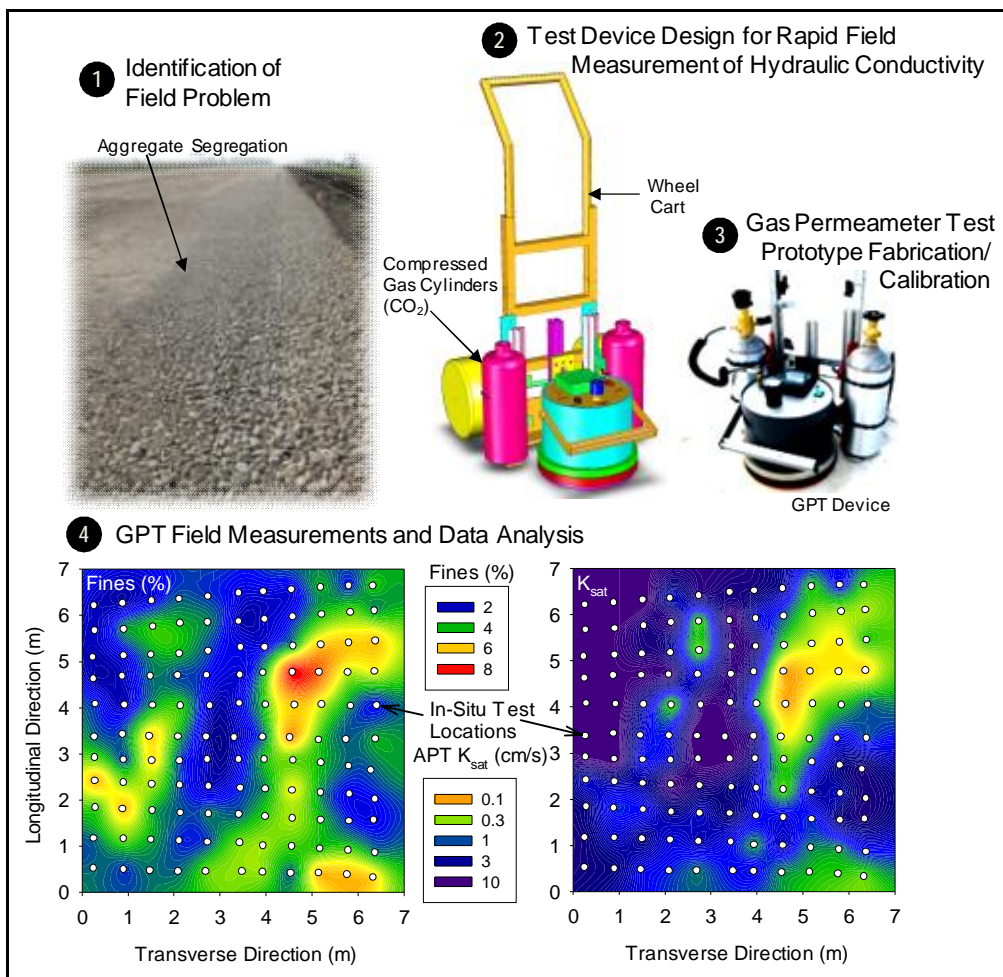 1 Identification of
Field Problem
Aggregate Segregation
2 Test Device Design for Rapid Field
Measurement of Hydraulic Conductivity
Wheel
Cart
Compressed
Gas Cylinders
(CO₂)
3 Gas Permeameter Test
Prototype Fabrication/
Calibration
GPT Device
4 GPT Field Measurements and Data Analysis
Fines (%)
7
6
5
4
3
2
1
0
Longitudinal Direction (m)
0 1 2 3 4 5 6 7
Transverse Direction (m)
Fines (%)
2
4
6
8
In-Situ Test
Locations
APT Ksat (cm/s)
0.1
0.3
1
3
10
Ksat
7
6
5
4
3
2
1
0
0 1 2 3 4 5 6 7
Transverse Direction (m)